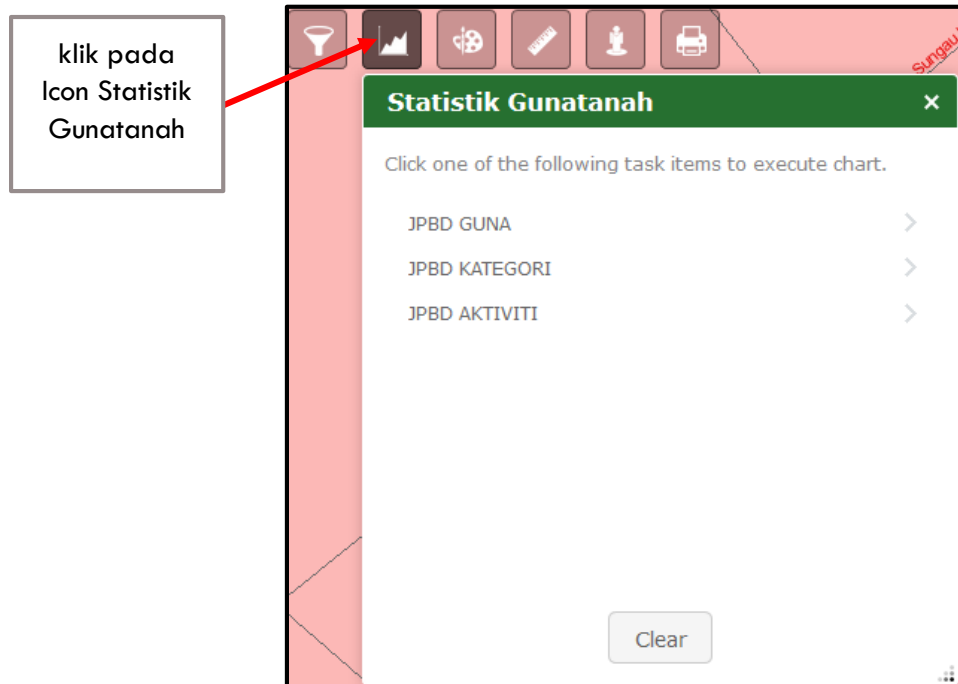 klik pada
Icon Statistik
Gunatanah
Sungau
Statistik Gunatanah
×
Click one of the following task items to execute chart.
JPBD GUNA
JPBD KATEGORI
JPBD AKTIVITI
Clear